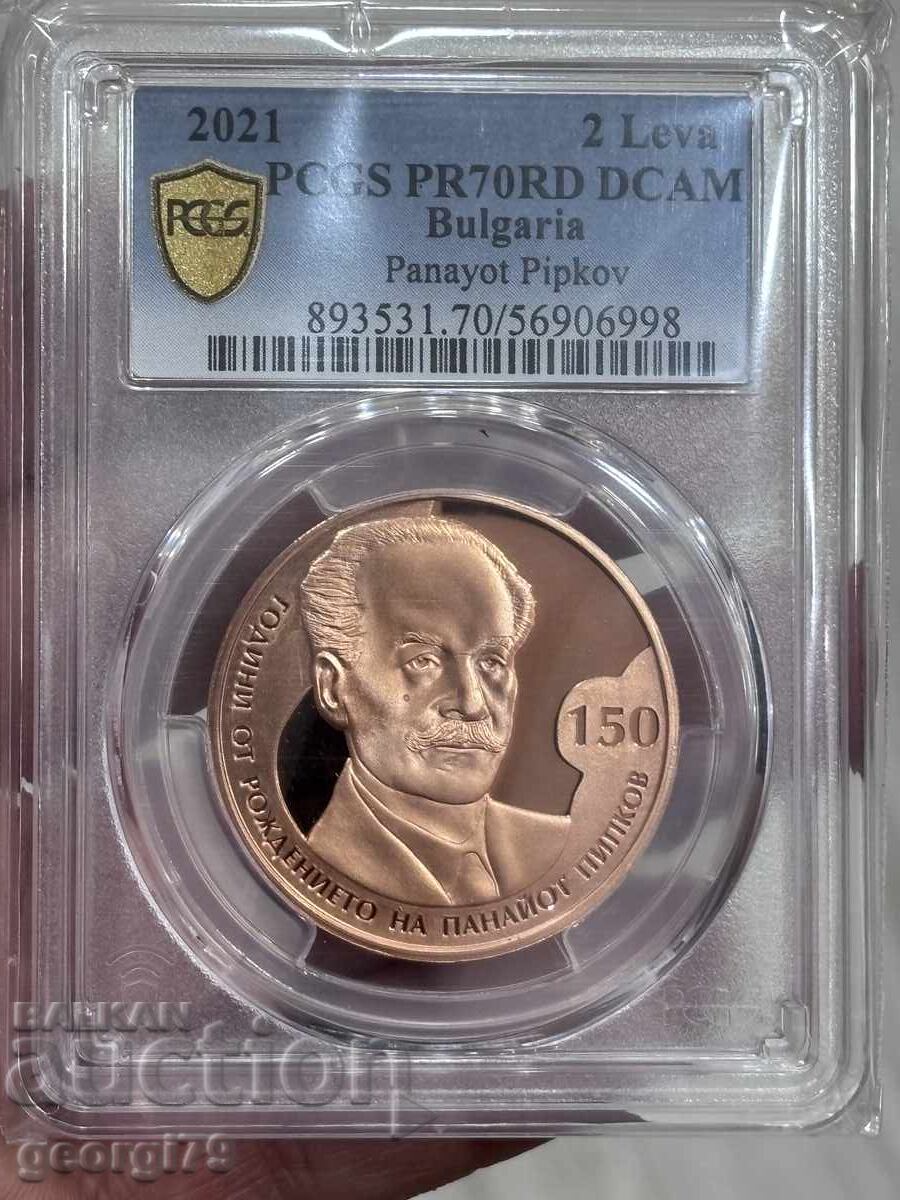 2021 2 Leva
PCGS PCGS PR70RD DCAM
Bulgaria
Panayot Pipkov
893531.70/56906998
150
ГОДИНИ ОТ РОЖДЕНИЕТО НА ПАНАЙОТ ПИПКОВ
BALKAN
auction
georgi79